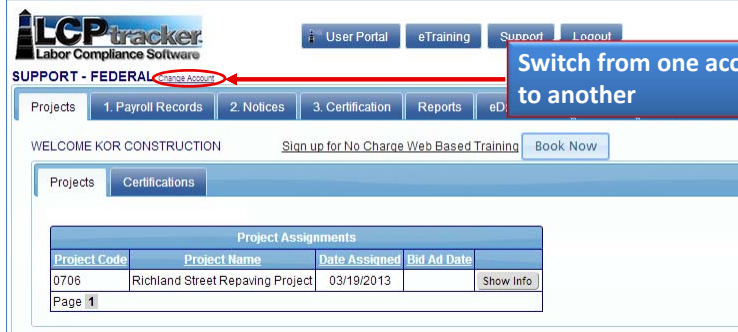 LCPtracker
Labor Compliance Software
User Portal eTraining Support Logout
SUPPORT - FEDERAL Change Account
Switch from one acc
to another
Projects 1. Payroll Records 2. Notices 3. Certification Reports
WELCOME KOR CONSTRUCTION Sign up for No Charge Web Based Training Book Now
Projects Certifications
Project Assignments
Project Code Project Name Date Assigned Bid Ad Date
0706 Richland Street Repaving Project 03/19/2013 Show Info
Page 1